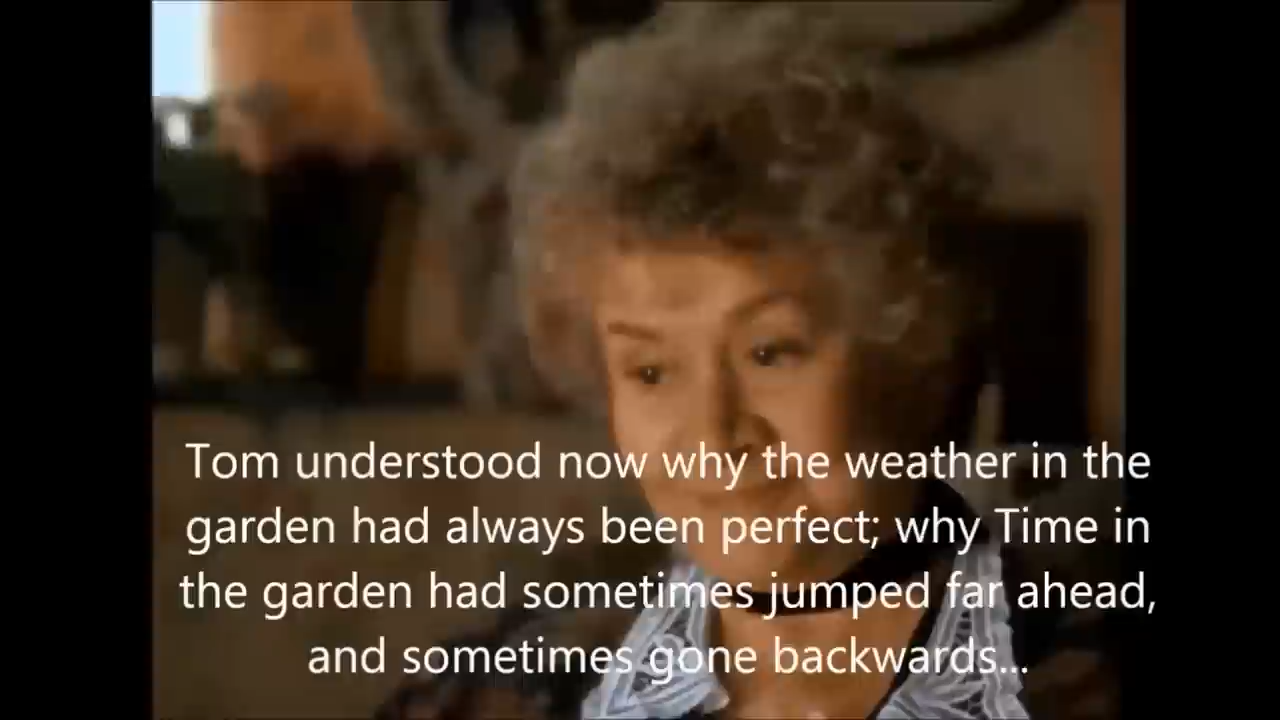 Tom understood now why the weather in the
garden had always been perfect; why Time in
the garden had sometimes jumped far ahead,
and sometimes gone backwards...